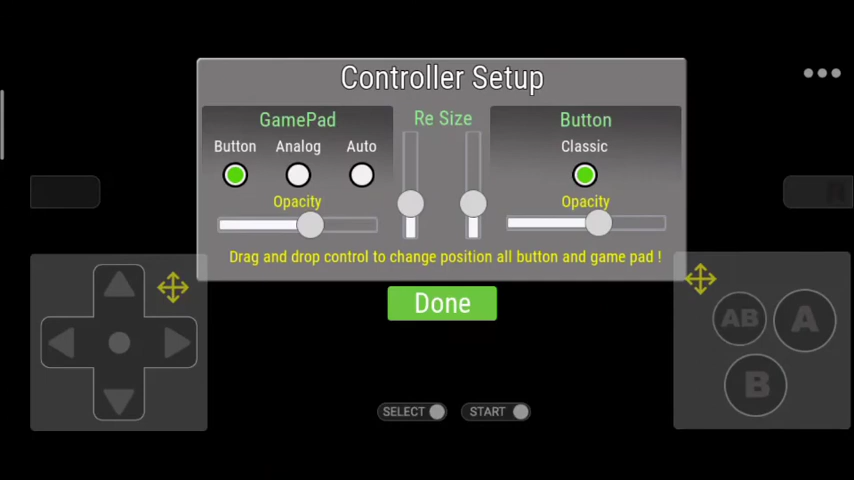 Controller Setup
GamePad
Re Size
Button
Button
Analog
Auto
Classic
Opacity
Opacity
Drag and drop control to change position all button and game pad !
Done
AB
A
B
SELECT
START